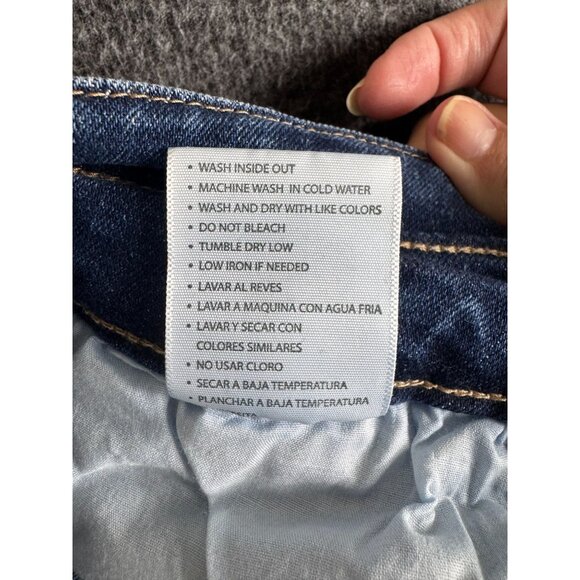 • WASH INSIDE OUT
• MACHINE WASH IN COLD WATER
• WASH AND DRY WITH LIKE COLORS
• DO NOT BLEACH
• TUMBLE DRY LOW
• LOW IRON IF NEEDED
• LAVAR AL REVES
• LAVAR A MAQUINA CON AGUA FRIA
• LAVAR Y SECAR CON
COLORES SIMILARES
• NO USAR CLORO
• SECAR A BAJA TEMPERATURA
• PLANCHAR A BAJA TEMPERATURA